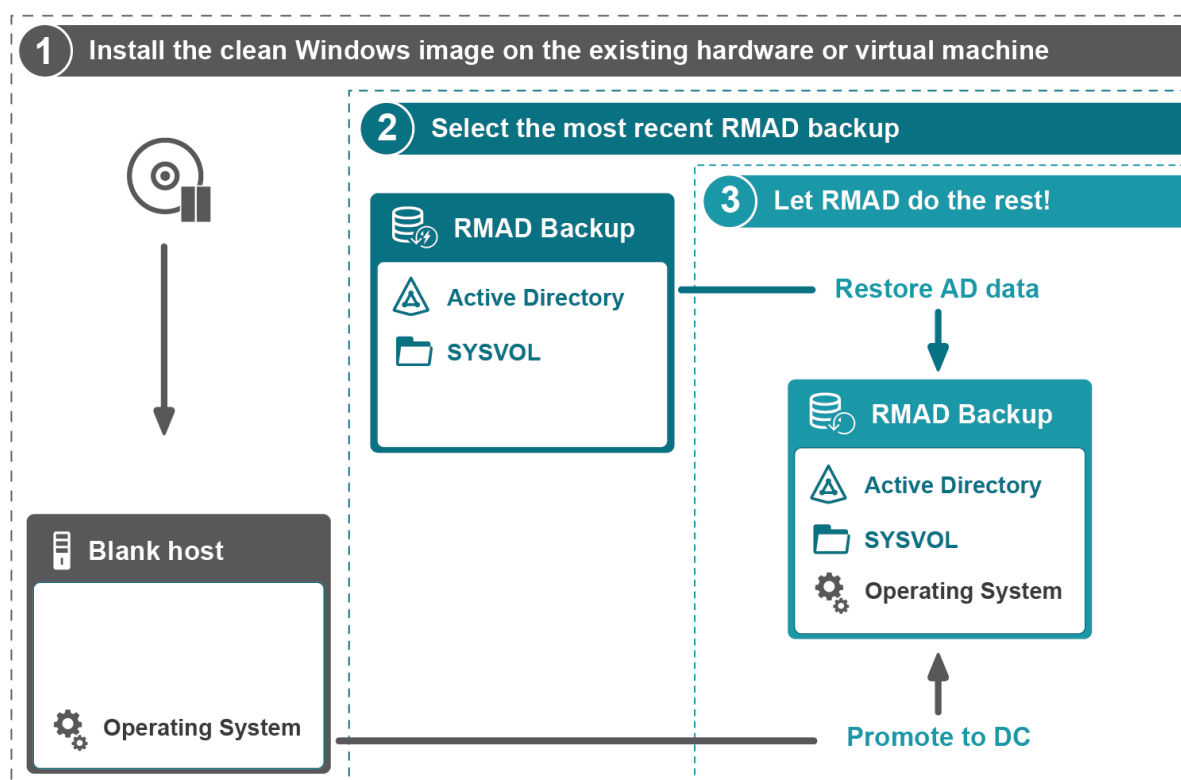 1 Install the clean Windows image on the existing hardware or virtual machine
2 Select the most recent RMAD backup
3 Let RMAD do the rest!
RMAD Backup
Active Directory
SYSVOL
Restore AD data
RMAD Backup
Active Directory
SYSVOL
Operating System
Blank host
Operating System
Promote to DC